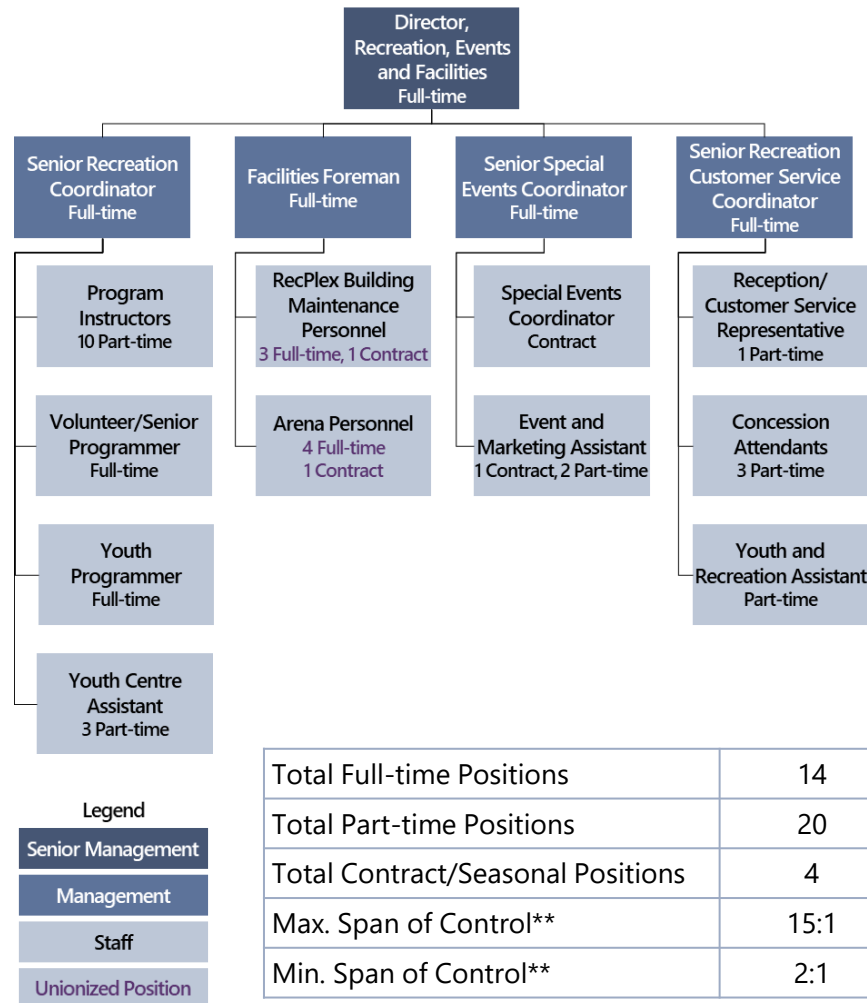 Director,
Recreation, Events
and Facilities
Full-time
Senior Recreation
Coordinator
Full-time
Facilities Foreman
Full-time
Senior Special
Events Coordinator
Full-time
Senior Recreation
Customer Service
Coordinator
Full-time
Program
Instructors
10 Part-time
Volunteer/Senior
Programmer
Full-time
Youth
Programmer
Full-time
Youth Centre
Assistant
3 Part-time
RecPlex Building
Maintenance
Personnel
3 Full-time, 1 Contract
Arena Personnel
4 Full-time
1 Contract
Special Events
Coordinator
Contract
Event and
Marketing Assistant
1 Contract, 2 Part-time
Reception/
Customer Service
Representative
1 Part-time
Concession
Attendants
3 Part-time
Youth and
Recreation Assistant
Part-time
Legend
Senior Management
Management
Staff
Unionized Position
Total Full-time Positions 14
Total Part-time Positions 20
Total Contract/Seasonal Positions 4
Max. Span of Control** 15:1
Min. Span of Control** 2:1